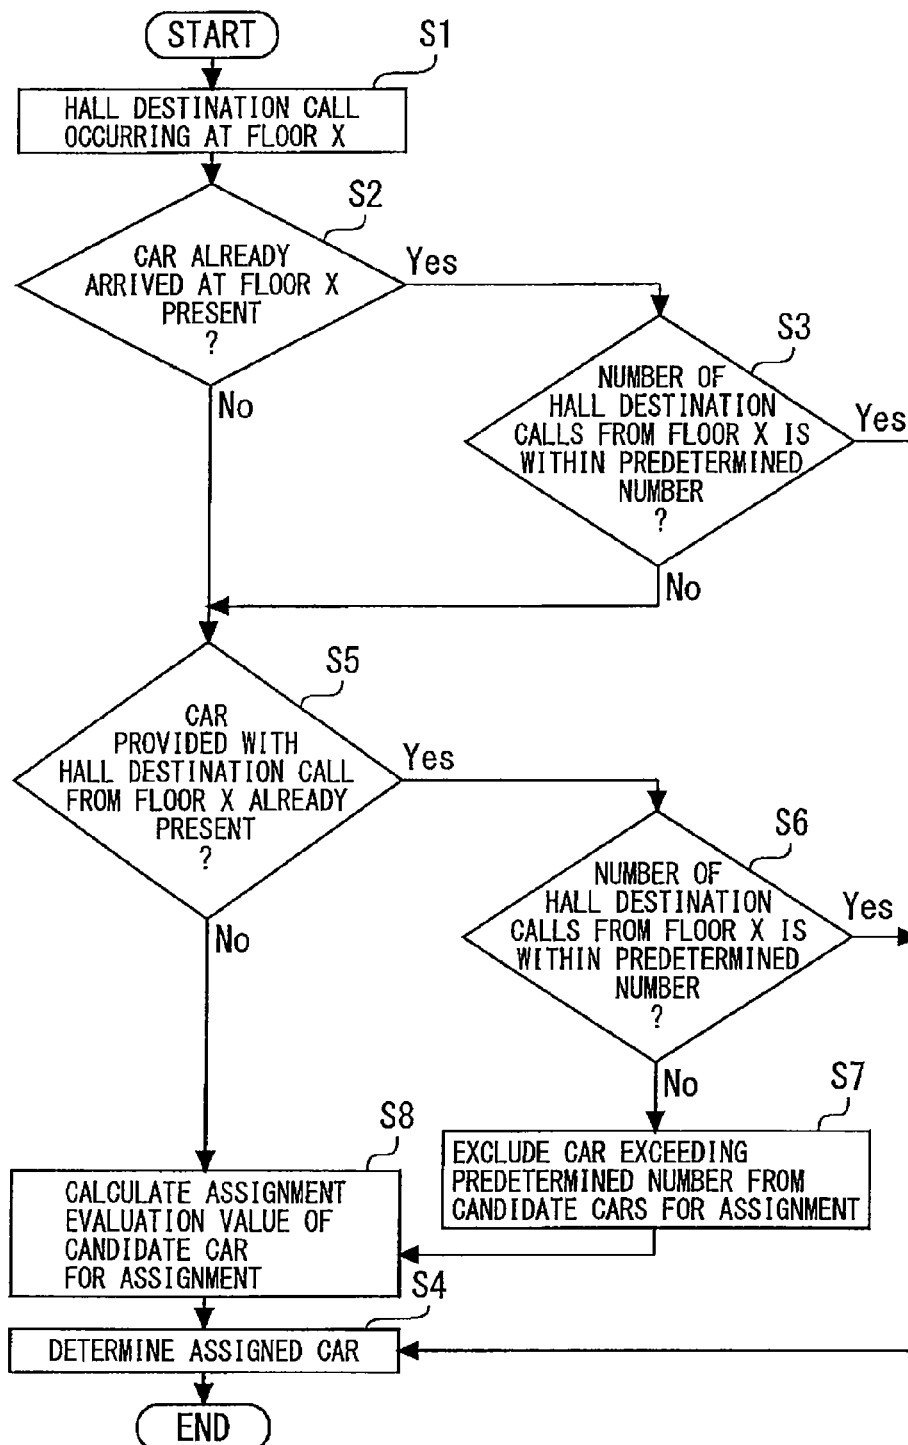 START
S1
HALL DESTINATION CALL
OCCURRING AT FLOOR X
S2
CAR ALREADY
ARRIVED AT FLOOR X
PRESENT
?
Yes
No
S3
NUMBER OF
HALL DESTINATION
CALLS FROM FLOOR X IS
WITHIN PREDETERMINED
NUMBER
?
Yes
No
S5
CAR
PROVIDED WITH
HALL DESTINATION CALL
FROM FLOOR X ALREADY
PRESENT
?
Yes
No
S6
NUMBER OF
HALL DESTINATION
CALLS FROM FLOOR X IS
WITHIN PREDETERMINED
NUMBER
?
Yes
No
S7
EXCLUDE CAR EXCEEDING
PREDETERMINED NUMBER FROM
CANDIDATE CARS FOR ASSIGNMENT
S8
CALCULATE ASSIGNMENT
EVALUATION VALUE OF
CANDIDATE CAR
FOR ASSIGNMENT
S4
DETERMINE ASSIGNED CAR
END